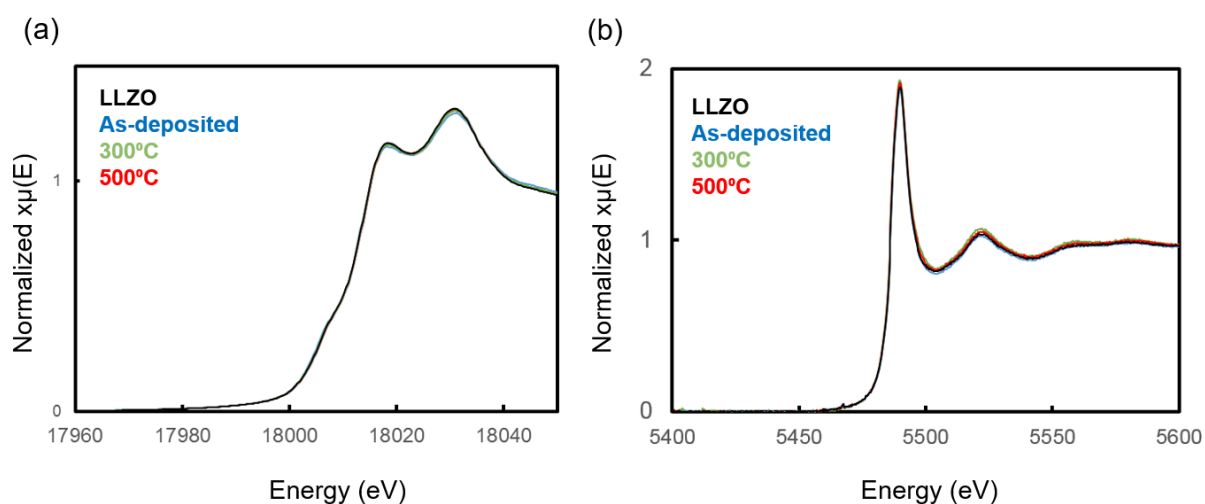 (a)
Normalized xµ(E)
1
0
LLZO
As-deposited
300ºC
500ºC
17960 17980 18000 18020 18040
Energy (eV)
(b)
Normalized xµ(E)
2
1
0
LLZO
As-deposited
300ºC
500ºC
5400 5450 5500 5550 5600
Energy (eV)